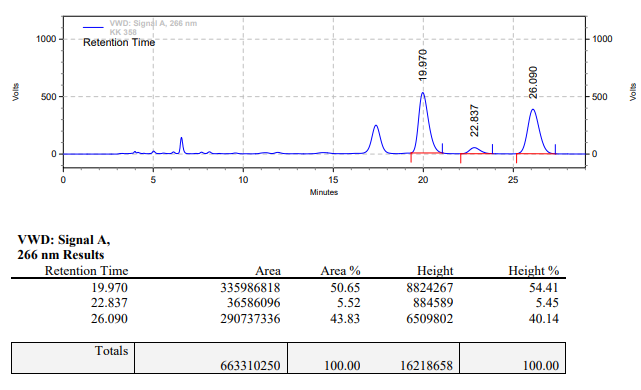 VWD: Signal A, 266 nm
KK 358
Retention Time
1000
500
0
Volts
19.970
22.837
26.090
1000
500
0
Volts
0 5 10 15 20 25
Minutes
VWD: Signal A,
266 nm Results
Retention Time Area Area % Height Height %
19.970 335986818 50.65 8824267 54.41
22.837 36586096 5.52 884589 5.45
26.090 290737336 43.83 6509802 40.14
Totals
663310250 100.00 16218658 100.00